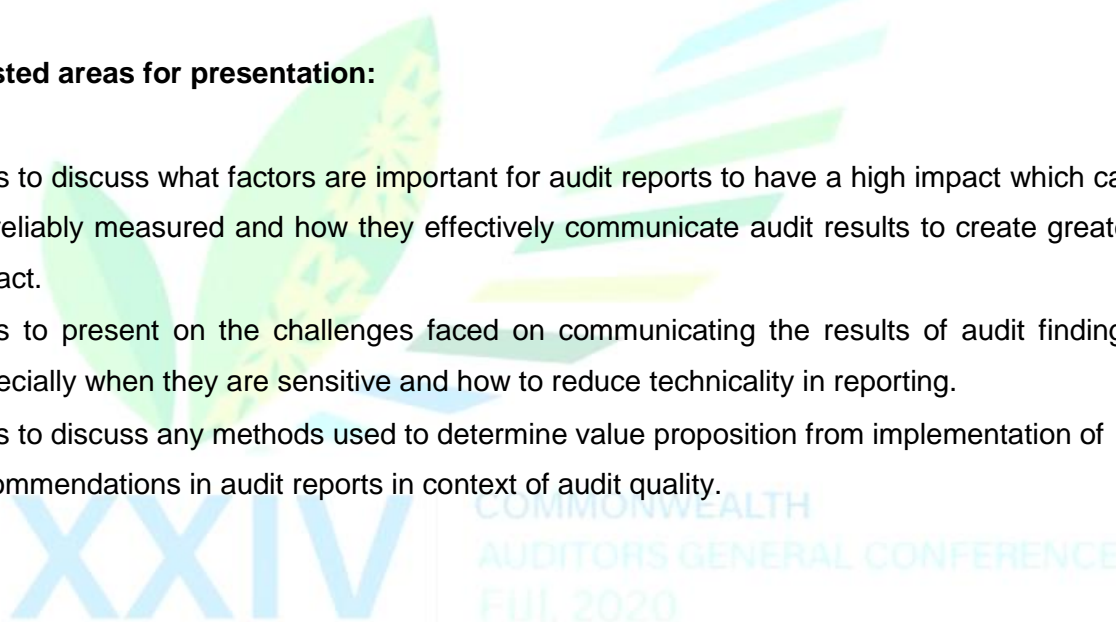 sted areas for presentation:
s to discuss what factors are important for audit reports to have a high impact which ca
reliably measured and how they effectively communicate audit results to create greate
act.
s to present on the challenges faced on communicating the results of audit finding
ecially when they are sensitive and how to reduce technicality in reporting.
s to discuss any methods used to determine value proposition from implementation of
ommendations in audit reports in context of audit quality.
XXIV
COMMONWEALTH
AUDITORS GENERAL CONFERENCE
FIJI, 2020